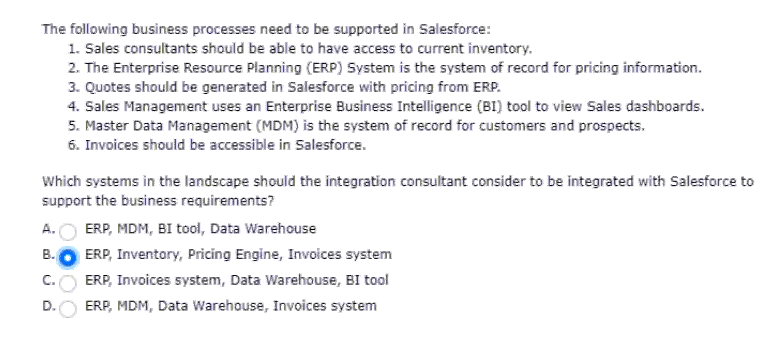 The following business processes need to be supported in Salesforce:
1. Sales consultants should be able to have access to current inventory.
2. The Enterprise Resource Planning (ERP) System is the system of record for pricing information.
3. Quotes should be generated in Salesforce with pricing from ERP.
4. Sales Management uses an Enterprise Business Intelligence (BI) tool to view Sales dashboards.
5. Master Data Management (MDM) is the system of record for customers and prospects.
6. Invoices should be accessible in Salesforce.
Which systems in the landscape should the integration consultant consider to be integrated with Salesforce to
support the business requirements?
A. ERP, MDM, BI tool, Data Warehouse
B. ERP, Inventory, Pricing Engine, Invoices system
C. ERP, Invoices system, Data Warehouse, BI tool
D. ERP, MDM, Data Warehouse, Invoices system